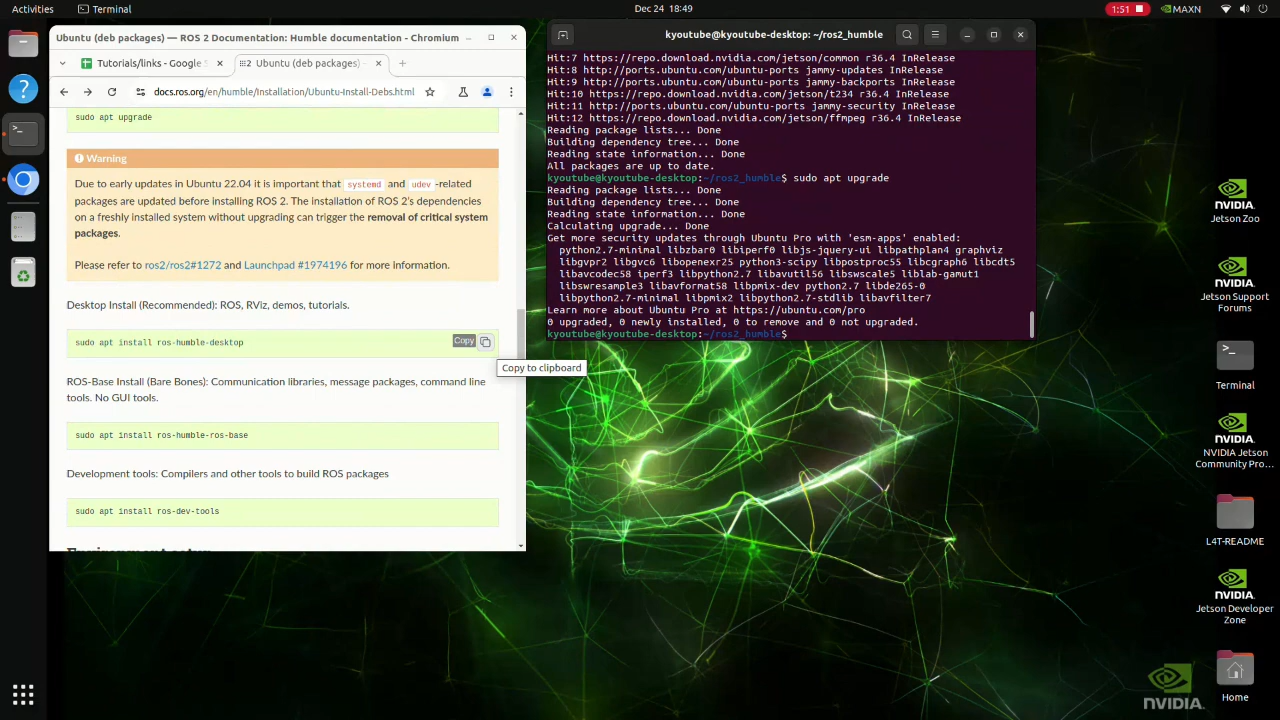 Activities
Terminal
Dec 24 18:49
1:51
MAXN
Ubuntu (deb packages) — ROS 2 Documentation: Humble documentation - Chromium
Tutorials/links - Google S
Ubuntu (deb packages) —
docs.ros.org/en/humble/Installation/Ubuntu-Install-Debs.html
sudo apt upgrade
Warning
Due to early updates in Ubuntu 22.04 it is important that systemd and udev-related
packages are updated before installing ROS 2. The installation of ROS 2's dependencies
on a freshly installed system without upgrading can trigger the removal of critical system
packages.
Please refer to ros2/ros2#1272 and Launchpad #1974196 for more information.
Desktop Install (Recommended): ROS, RViz, demos, tutorials.
sudo apt install ros-humble-desktop
Copy
Copy to clipboard
ROS-Base Install (Bare Bones): Communication libraries, message packages, command line
tools. No GUI tools.
sudo apt install ros-humble-ros-base
Development tools: Compilers and other tools to build ROS packages
sudo apt install ros-dev-tools
Environment setup
kyoutube@kyoutube-desktop: ~/ros2_humble
Hit:7 https://repo.download.nvidia.com/jetson/common r36.4 InRelease
Hit:8 http://ports.ubuntu.com/ubuntu-ports jammy-updates InRelease
Hit:9 http://ports.ubuntu.com/ubuntu-ports jammy-backports InRelease
Hit:10 https://repo.download.nvidia.com/jetson/t234 r36.4 InRelease
Hit:11 http://ports.ubuntu.com/ubuntu-ports jammy-security InRelease
Hit:12 https://repo.download.nvidia.com/jetson/ffmpeg r36.4 InRelease
Reading package lists... Done
Building dependency tree... Done
Reading state information... Done
All packages are up to date.
kyoutube@kyoutube-desktop:~/ros2_humble$ sudo apt upgrade
Reading package lists... Done
Building dependency tree... Done
Reading state information... Done
Calculating upgrade... Done
Get more security updates through Ubuntu Pro with 'esm-apps' enabled:
python2.7-minimal libzbar0 libiperf0 libjs-jquery-ui libpathplan4 graphviz
libgvpr2 libgvc6 libopenexr25 python3-scipy libpostproc55 libcgraph6 libcdt5
libavcodec58 iperf3 libpython2.7 libavutil56 libswscale5 liblab-gamut1
libswresample3 libavformat58 libpmix-dev python2.7 libde265-0
libpython2.7-minimal libpmix2 libpython2.7-stdlib libavfilter7
Learn more about Ubuntu Pro at https://ubuntu.com/pro
0 upgraded, 0 newly installed, 0 to remove and 0 not upgraded.
kyoutube@kyoutube-desktop:~/ros2_humble$
Jetson Zoo
Jetson Support
Forums
Terminal
NVIDIA Jetson
Community Pro...
L4T-README
Jetson Developer
Zone
Home
NVIDIA.